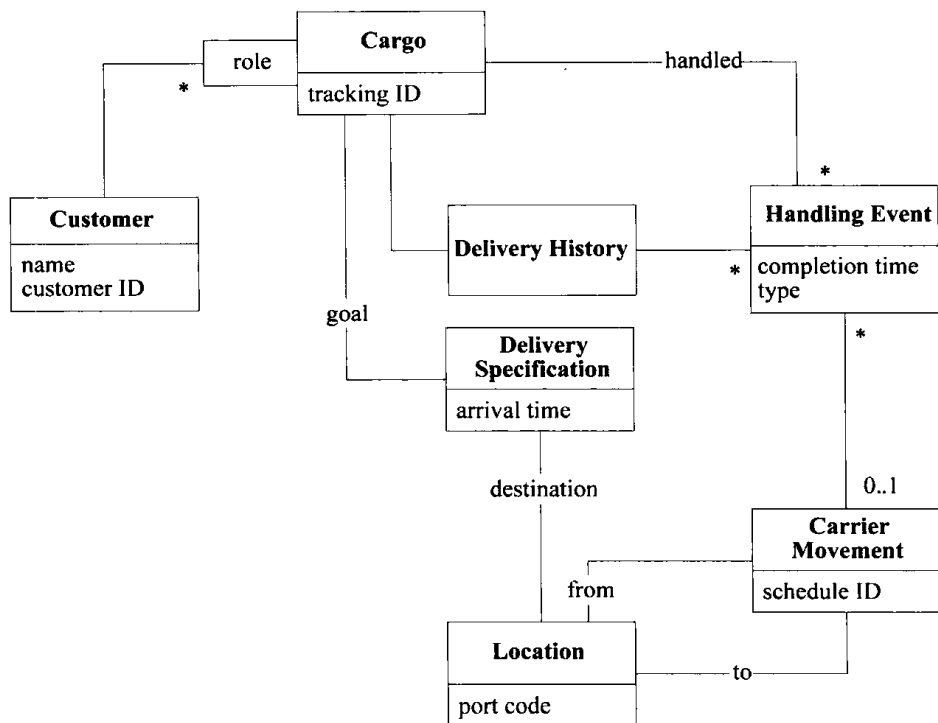 Cargo
role
handled
*
tracking ID
*
Customer
Handling Event
Delivery History
name
customer ID
*
completion time
type
goal
*
Delivery
Specification
arrival time
destination
0..1
Carrier
Movement
from
schedule ID
Location
to
port code